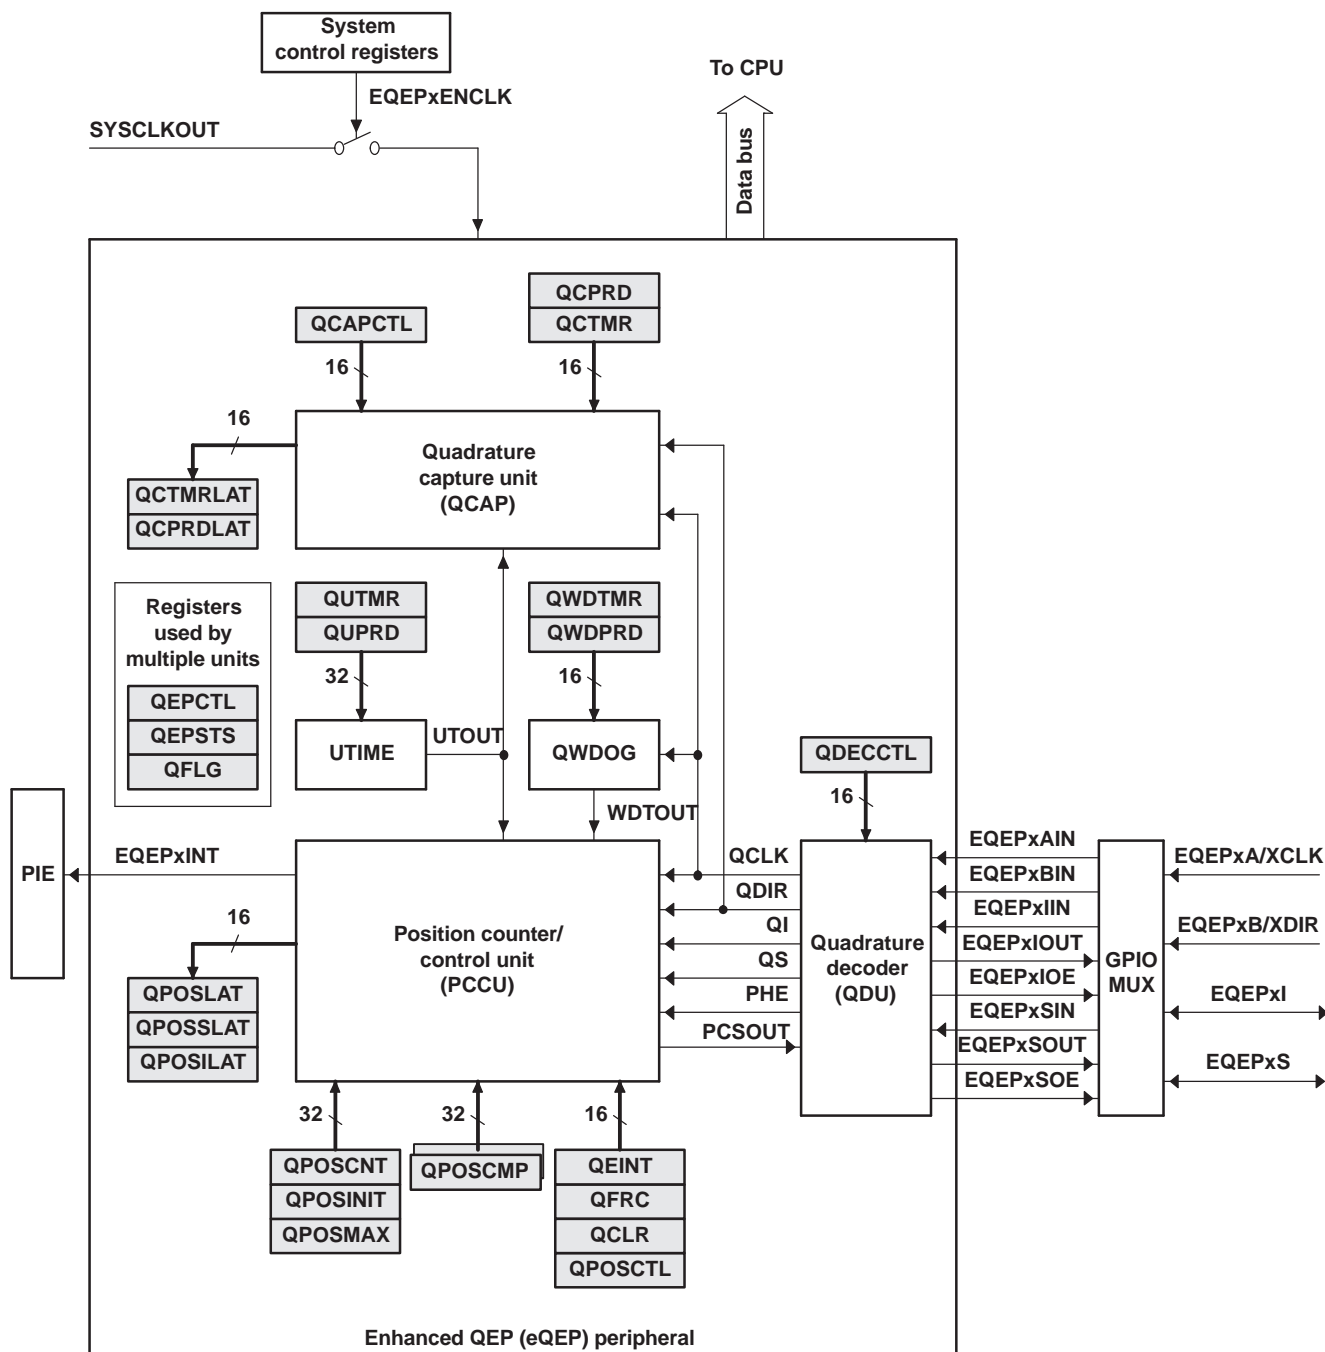 System
control registers
To CPU
EQEPxENCLK
SYSCLKOUT
Data bus
QCPRD
QCAPCTL
QCTMR
16
16
16
Quadrature
capture unit
(QCAP)
QCTMRLAT
QCPRDLAT
Registers
used by
multiple units
QEPCTL
QEPSTS
QFLG
QUTMR
QUPRD
QWDTMR
QWDPRD
32
16
UTIME
UTOUT
QWDOG
QDECCTL
WDTOUT
16
PIE
EQEPxINT
16
Position counter/
control unit
(PCCU)
QCLK
QDIR
QI
QS
PHE
PCSOUT
Quadrature
decoder
(QDU)
EQEPxAIN
EQEPxBIN
EQEPxIIN
EQEPxIOUT
EQEPxIOE
EQEPxSIN
EQEPxSOUT
EQEPxSOE
GPIO
MUX
EQEPxA/XCLK
EQEPxB/XDIR
EQEPxI
EQEPxS
QPOSLAT
QPOSSLAT
QPOSILAT
32
32
16
QPOSCNT
QPOSINIT
QPOSMAX
QPOSCMP
QEINT
QFRC
QCLR
QPOSCTL
Enhanced QEP (eQEP) peripheral